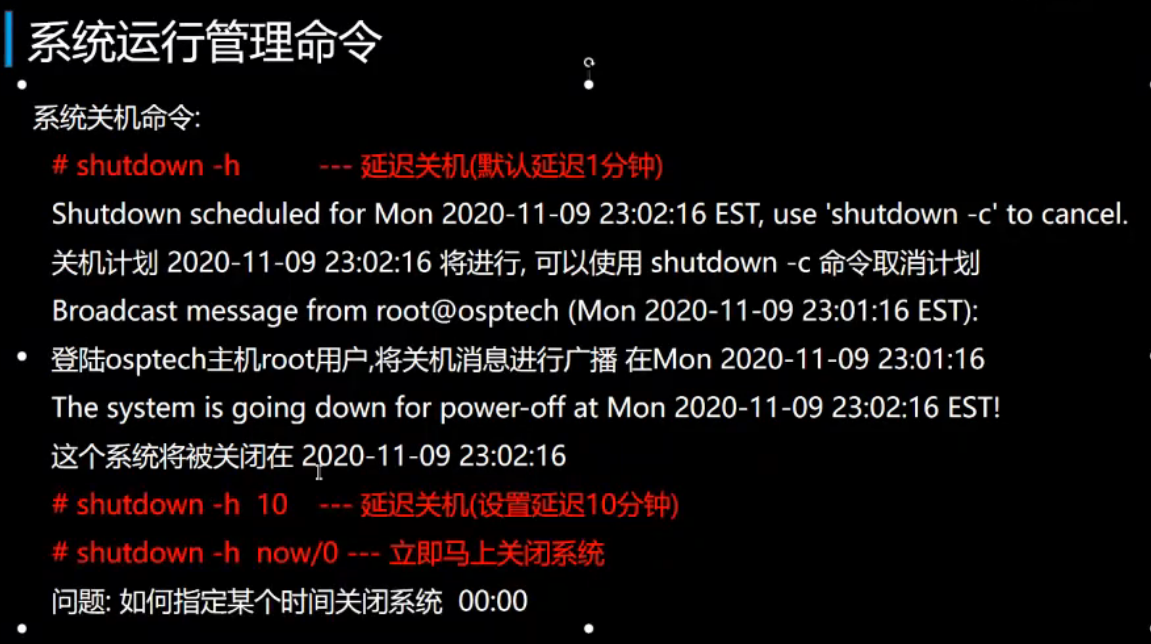 系统运行管理命令
系统关机命令:
# shutdown -h --- 延迟关机(默认延迟1分钟)
Shutdown scheduled for Mon 2020-11-09 23:02:16 EST, use 'shutdown -c' to cancel.
关机计划 2020-11-09 23:02:16 将进行, 可以使用 shutdown -c 命令取消计划
Broadcast message from root@osptech (Mon 2020-11-09 23:01:16 EST):
登陆osptech主机root用户,将关机消息进行广播 在Mon 2020-11-09 23:01:16
The system is going down for power-off at Mon 2020-11-09 23:02:16 EST!
这个系统将被关闭在 2020-11-09 23:02:16
# shutdown -h 10 --- 延迟关机(设置延迟10分钟)
# shutdown -h now/0 --- 立即马上关闭系统
问题: 如何指定某个时间关闭系统 00:00